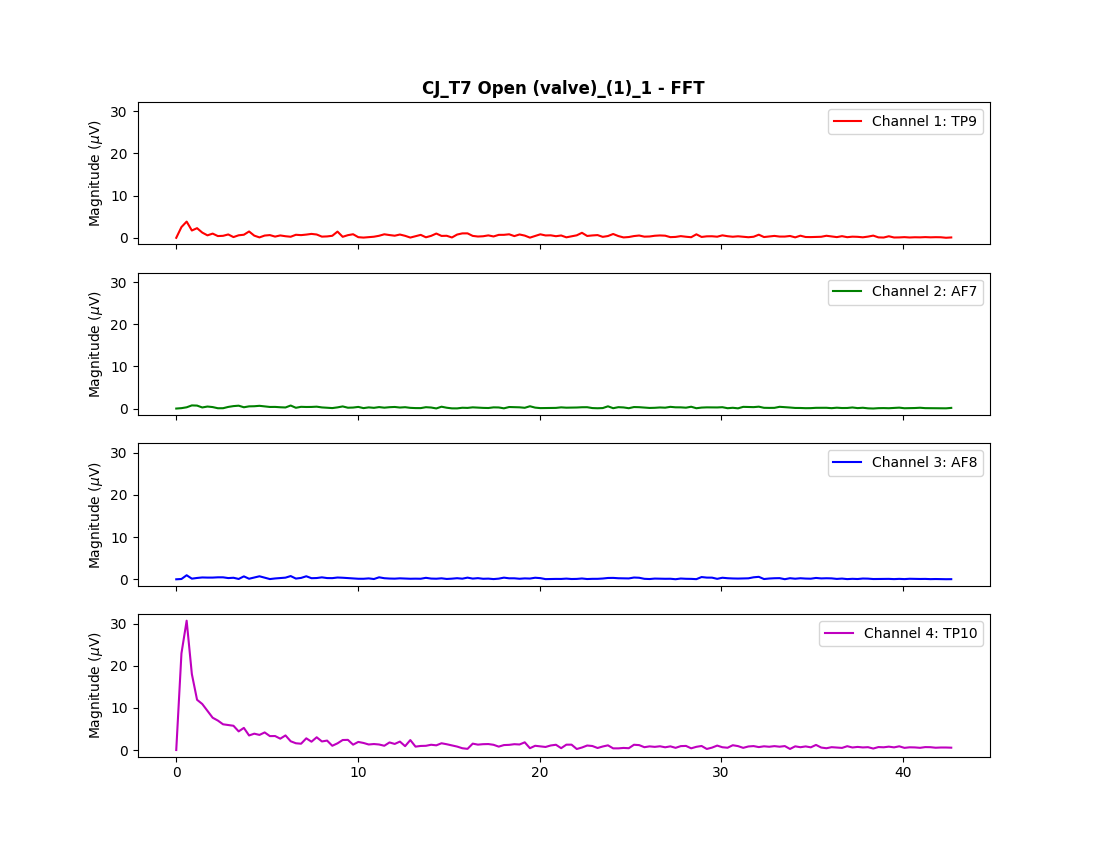 CJ_T7 Open (valve)_(1)_1 - FFT
30
20
10
0
Magnitude (μV)
Channel 1: TP9
30
20
10
0
Magnitude (μV)
Channel 2: AF7
30
20
10
0
Magnitude (μV)
Channel 3: AF8
30
20
10
0
Magnitude (μV)
Channel 4: TP10
0 10 20 30 40